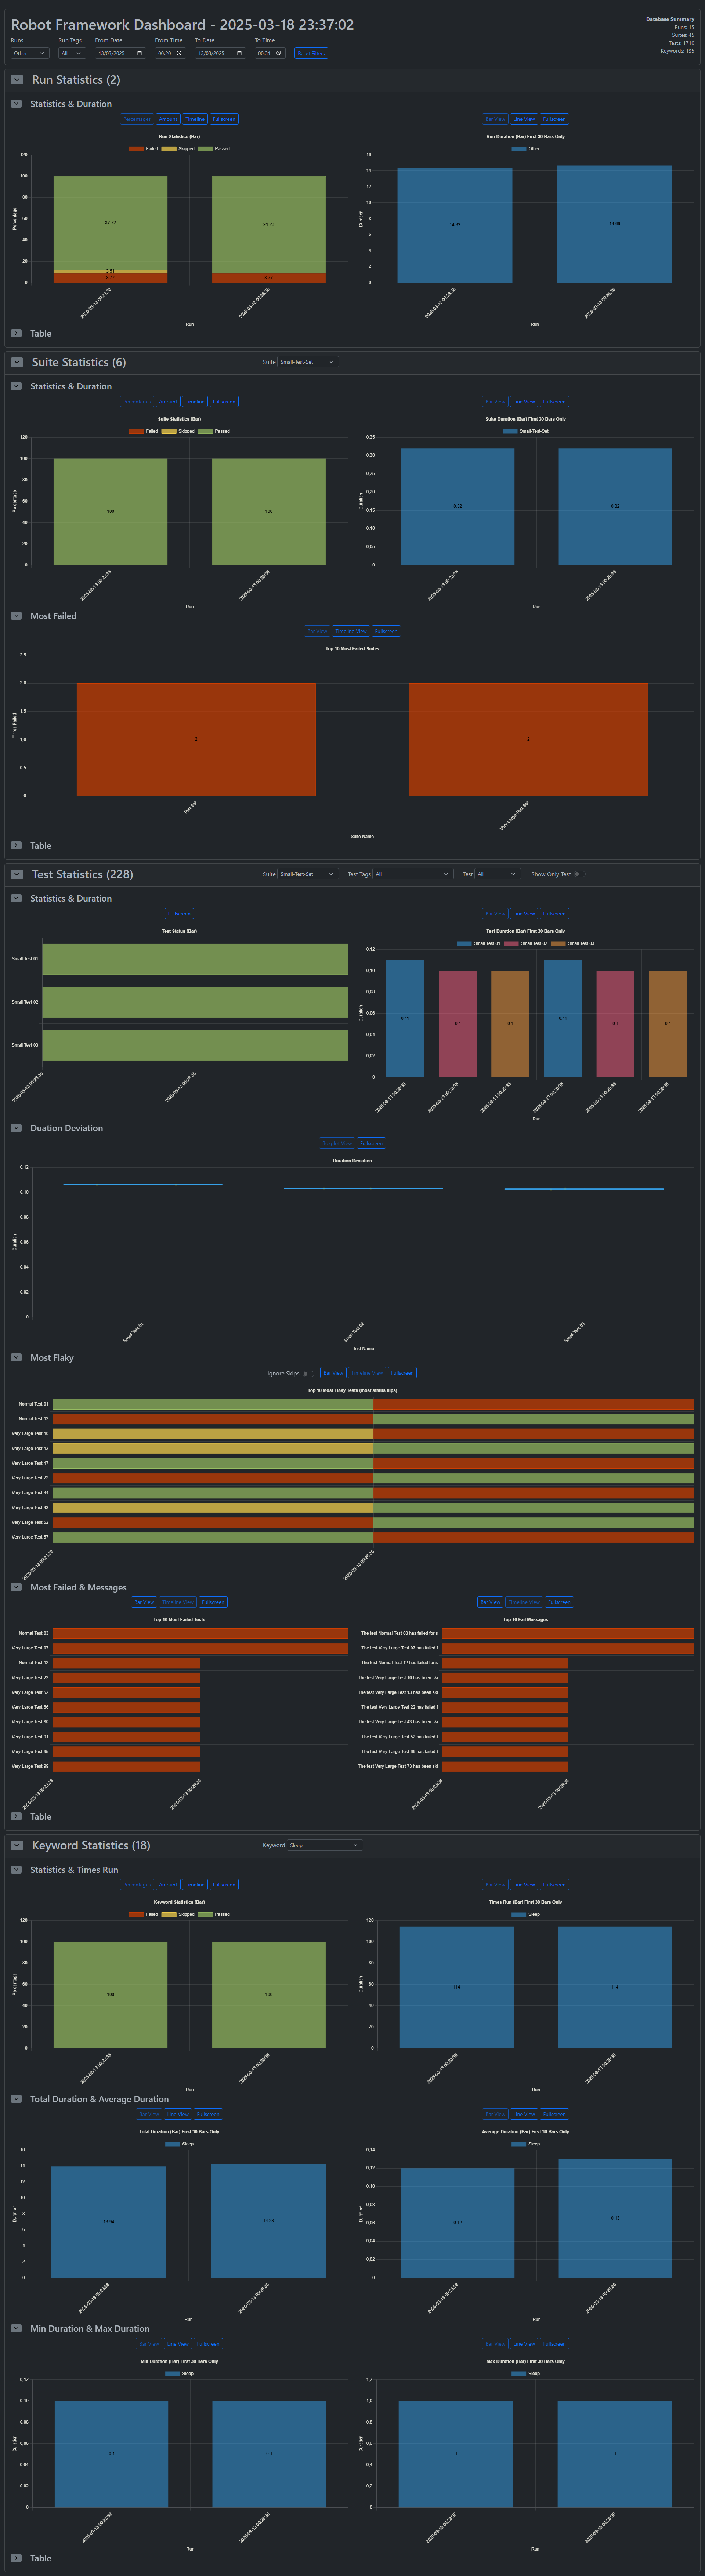 Robot Framework Dashboard - 2025-03-18 23:37:02
Database Summary
Runs: 15
Suites: 45
Tests: 1710
Keywords: 135
Runs Run Tags From Date From Time To Date To Time
Other All 13/03/2025 00:20 13/03/2025 00:31 Reset Filters
Run Statistics (2)
Statistics & Duration
Percentages Amount Timeline Fullscreen
Bar View Line View Fullscreen
Run Statistics (Bar)
Failed Skipped Passed
120
100
80
60
40
20
0
Percentage
87.72
3.51
8.77
91.23
8.77
2025-03-13 00:23:38
2025-03-13 00:26:36
Run
Run Duration (Bar) First 30 Bars Only
Other
16
14
12
10
8
6
4
2
0
Duration
14.33
14.66
2025-03-13 00:23:38
2025-03-13 00:26:36
Run
Table
Suite Statistics (6)
Suite Small-Test-Set
Statistics & Duration
Percentages Amount Timeline Fullscreen
Bar View Line View Fullscreen
Suite Statistics (Bar)
Failed Skipped Passed
120
100
80
60
40
20
0
Percentage
100
100
2025-03-13 00:23:38
2025-03-13 00:26:36
Run
Suite Duration (Bar) First 30 Bars Only
Small-Test-Set
0,35
0,30
0,25
0,20
0,15
0,10
0,05
0
Duration
0.32
0.32
2025-03-13 00:23:38
2025-03-13 00:26:36
Run
Most Failed
Bar View Timeline View Fullscreen
Top 10 Most Failed Suites
2,5
2,0
1,5
1,0
0,5
0
Times Failed
2
2
Test-Set
Very-Large-Test-Set
Suite Name
Table
Test Statistics (228)
Suite Small-Test-Set Test Tags All Test All Show Only Test
Statistics & Duration
Fullscreen
Bar View Line View Fullscreen
Test Status (Bar)
Small Test 01
Small Test 02
Small Test 03
2025-03-13 00:23:38
2025-03-13 00:26:36
Test Duration (Bar) First 30 Bars Only
Small Test 01 Small Test 02 Small Test 03
0,12
0,10
0,08
0,06
0,04
0,02
0
Duration
0.11
0.1
0.1
0.11
0.1
0.1
2025-03-13 00:23:38
2025-03-13 00:23:38
2025-03-13 00:23:38
2025-03-13 00:26:36
2025-03-13 00:26:36
2025-03-13 00:26:36
Run
Duation Deviation
Boxplot View Fullscreen
Duration Deviation
0,12
0,10
0,08
0,06
0,04
0,02
0
Duration
Small Test 01
Small Test 02
Small Test 03
Test Name
Most Flaky
Ignore Skips Bar View Timeline View Fullscreen
Top 10 Most Flaky Tests (most status flips)
Normal Test 01
Normal Test 12
Very Large Test 10
Very Large Test 13
Very Large Test 17
Very Large Test 22
Very Large Test 34
Very Large Test 43
Very Large Test 52
Very Large Test 57
2025-03-13 00:23:38
2025-03-13 00:26:36
Most Failed & Messages
Bar View Timeline View Fullscreen
Bar View Timeline View Fullscreen
Top 10 Most Failed Tests
Normal Test 03
Very Large Test 07
Normal Test 12
Very Large Test 22
Very Large Test 52
Very Large Test 66
Very Large Test 80
Very Large Test 91
Very Large Test 95
Very Large Test 99
2025-03-13 00:23:38
2025-03-13 00:26:36
Top 10 Fail Messages
The test Normal Test 03 has failed for s
The test Very Large Test 07 has failed f
The test Normal Test 12 has failed for s
The test Very Large Test 10 has been ski
The test Very Large Test 13 has been ski
The test Very Large Test 22 has failed f
The test Very Large Test 43 has been ski
The test Very Large Test 52 has failed f
The test Very Large Test 66 has failed f
The test Very Large Test 73 has been ski
2025-03-13 00:23:38
2025-03-13 00:26:36
Table
Keyword Statistics (18)
Keyword Sleep
Statistics & Times Run
Percentages Amount Timeline Fullscreen
Bar View Line View Fullscreen
Keyword Statistics (Bar)
Failed Skipped Passed
120
100
80
60
40
20
0
Percentage
100
100
2025-03-13 00:23:38
2025-03-13 00:26:36
Run
Times Run (Bar) First 30 Bars Only
Sleep
120
100
80
60
40
20
0
Duration
114
114
2025-03-13 00:23:38
2025-03-13 00:26:36
Run
Total Duration & Average Duration
Bar View Line View Fullscreen
Bar View Line View Fullscreen
Total Duration (Bar) First 30 Bars Only
Sleep
16
14
12
10
8
6
4
2
0
Duration
13.94
14.22
2025-03-13 00:23:38
2025-03-13 00:26:36
Run
Average Duration (Bar) First 30 Bars Only
Sleep
0,14
0,12
0,10
0,08
0,06
0,04
0,02
0
Duration
0.12
0.13
2025-03-13 00:23:38
2025-03-13 00:26:36
Run
Min Duration & Max Duration
Bar View Line View Fullscreen
Bar View Line View Fullscreen
Min Duration (Bar) First 30 Bars Only
Sleep
0,12
0,10
0,08
0,06
0,04
0,02
0
Duration
0.1
0.1
2025-03-13 00:23:38
2025-03-13 00:26:36
Run
Max Duration (Bar) First 30 Bars Only
Sleep
1,2
1,0
0,8
0,6
0,4
0,2
0
Duration
1
1
2025-03-13 00:23:38
2025-03-13 00:26:36
Run
Table